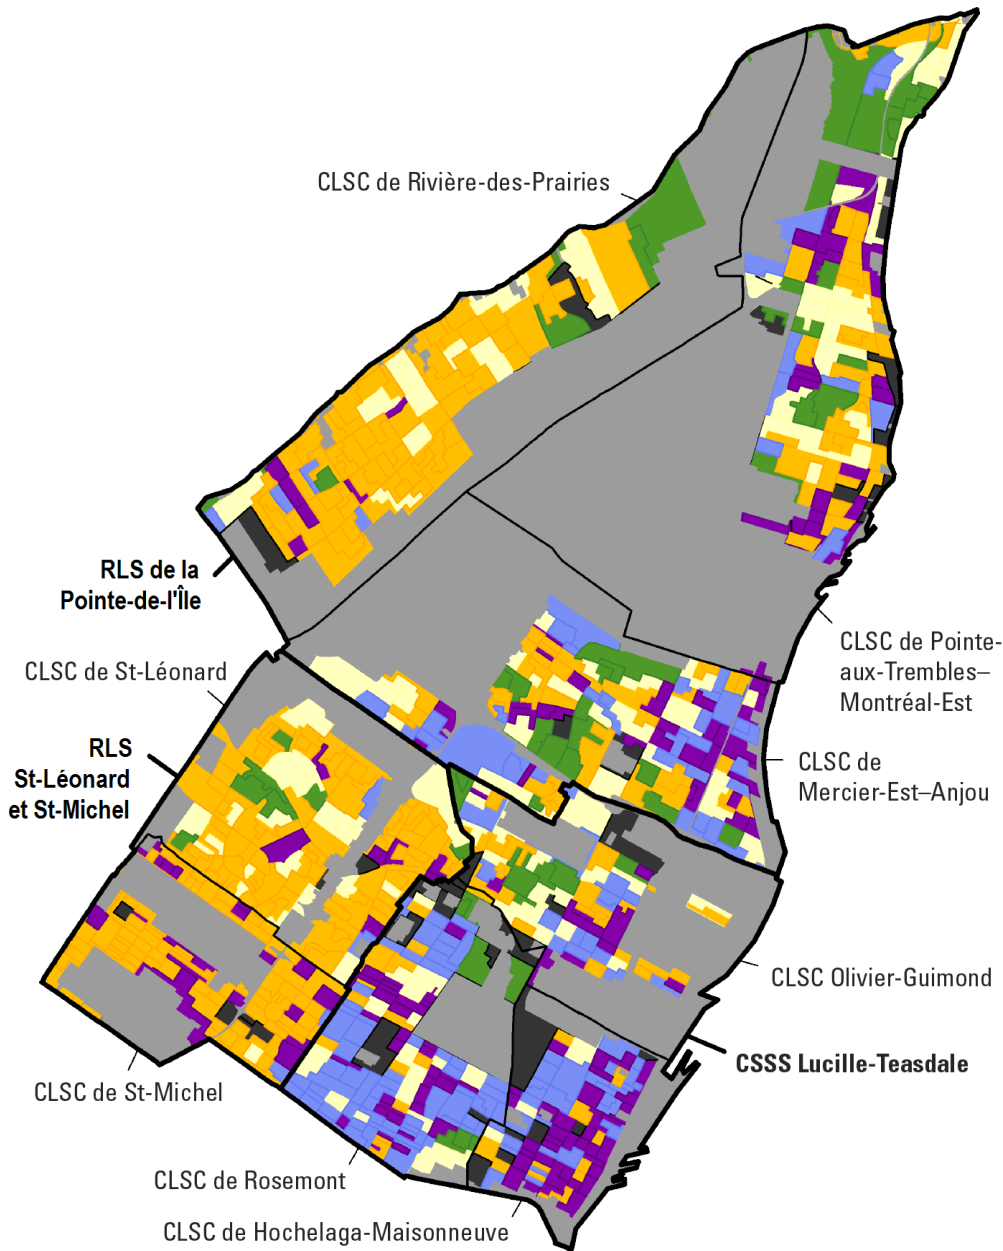 CLSC de Rivière-des-Prairies
RLS de la
Pointe-de-l'Île
CLSC de St-Léonard
RLS
St-Léonard
et St-Michel
CLSC de Pointe-
aux-Trembles–
Montréal-Est
CLSC de
Mercier-Est–Anjou
CLSC Olivier-Guimond
CSSS Lucille-Teasdale
CLSC de St-Michel
CLSC de Rosemont
CLSC de Hochelaga-Maisonneuve